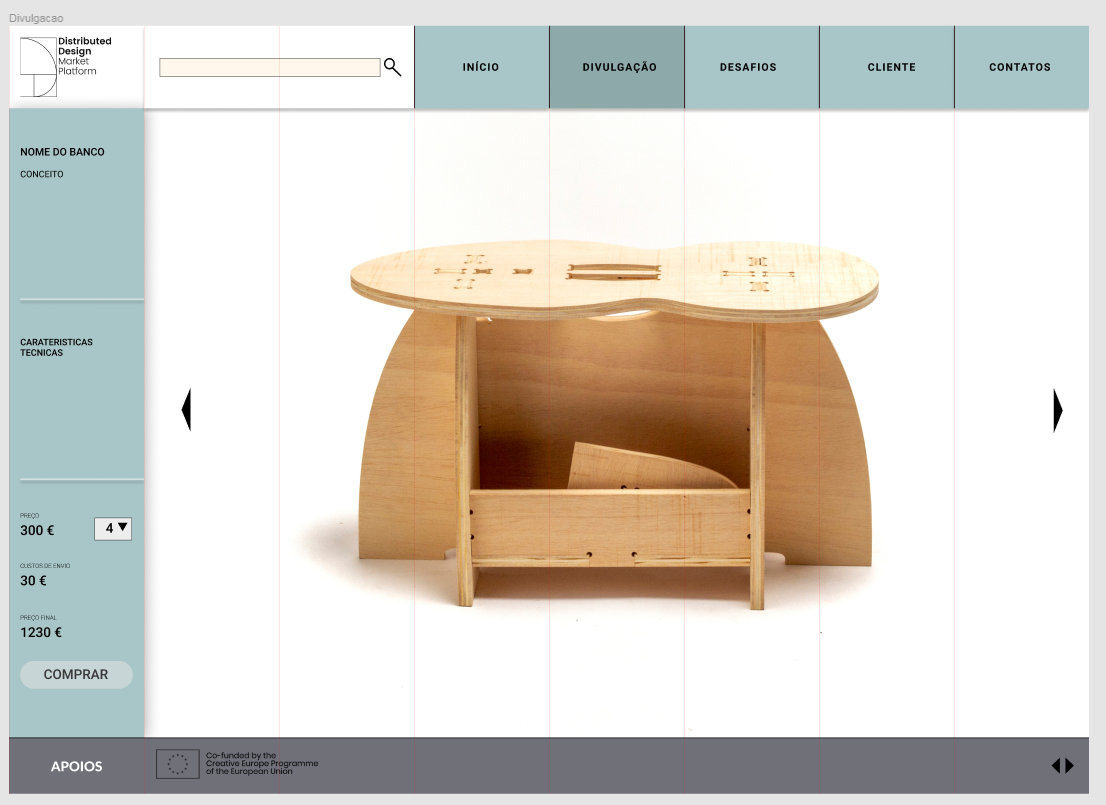 Divulgacao
Distributed
Design
Market
Platform
INÍCIO
DIVULGAÇÃO
DESAFIOS
CLIENTE
CONTATOS
NOME DO BANCO
CONCEITO
CARATERISTICAS
TECNICAS
PREÇO
300 €
4
CUSTOS DE ENVIO
30 €
PREÇO FINAL
1230 €
COMPRAR
APOIOS
Co-funded by the
Creative Europe Programme
of the European Union